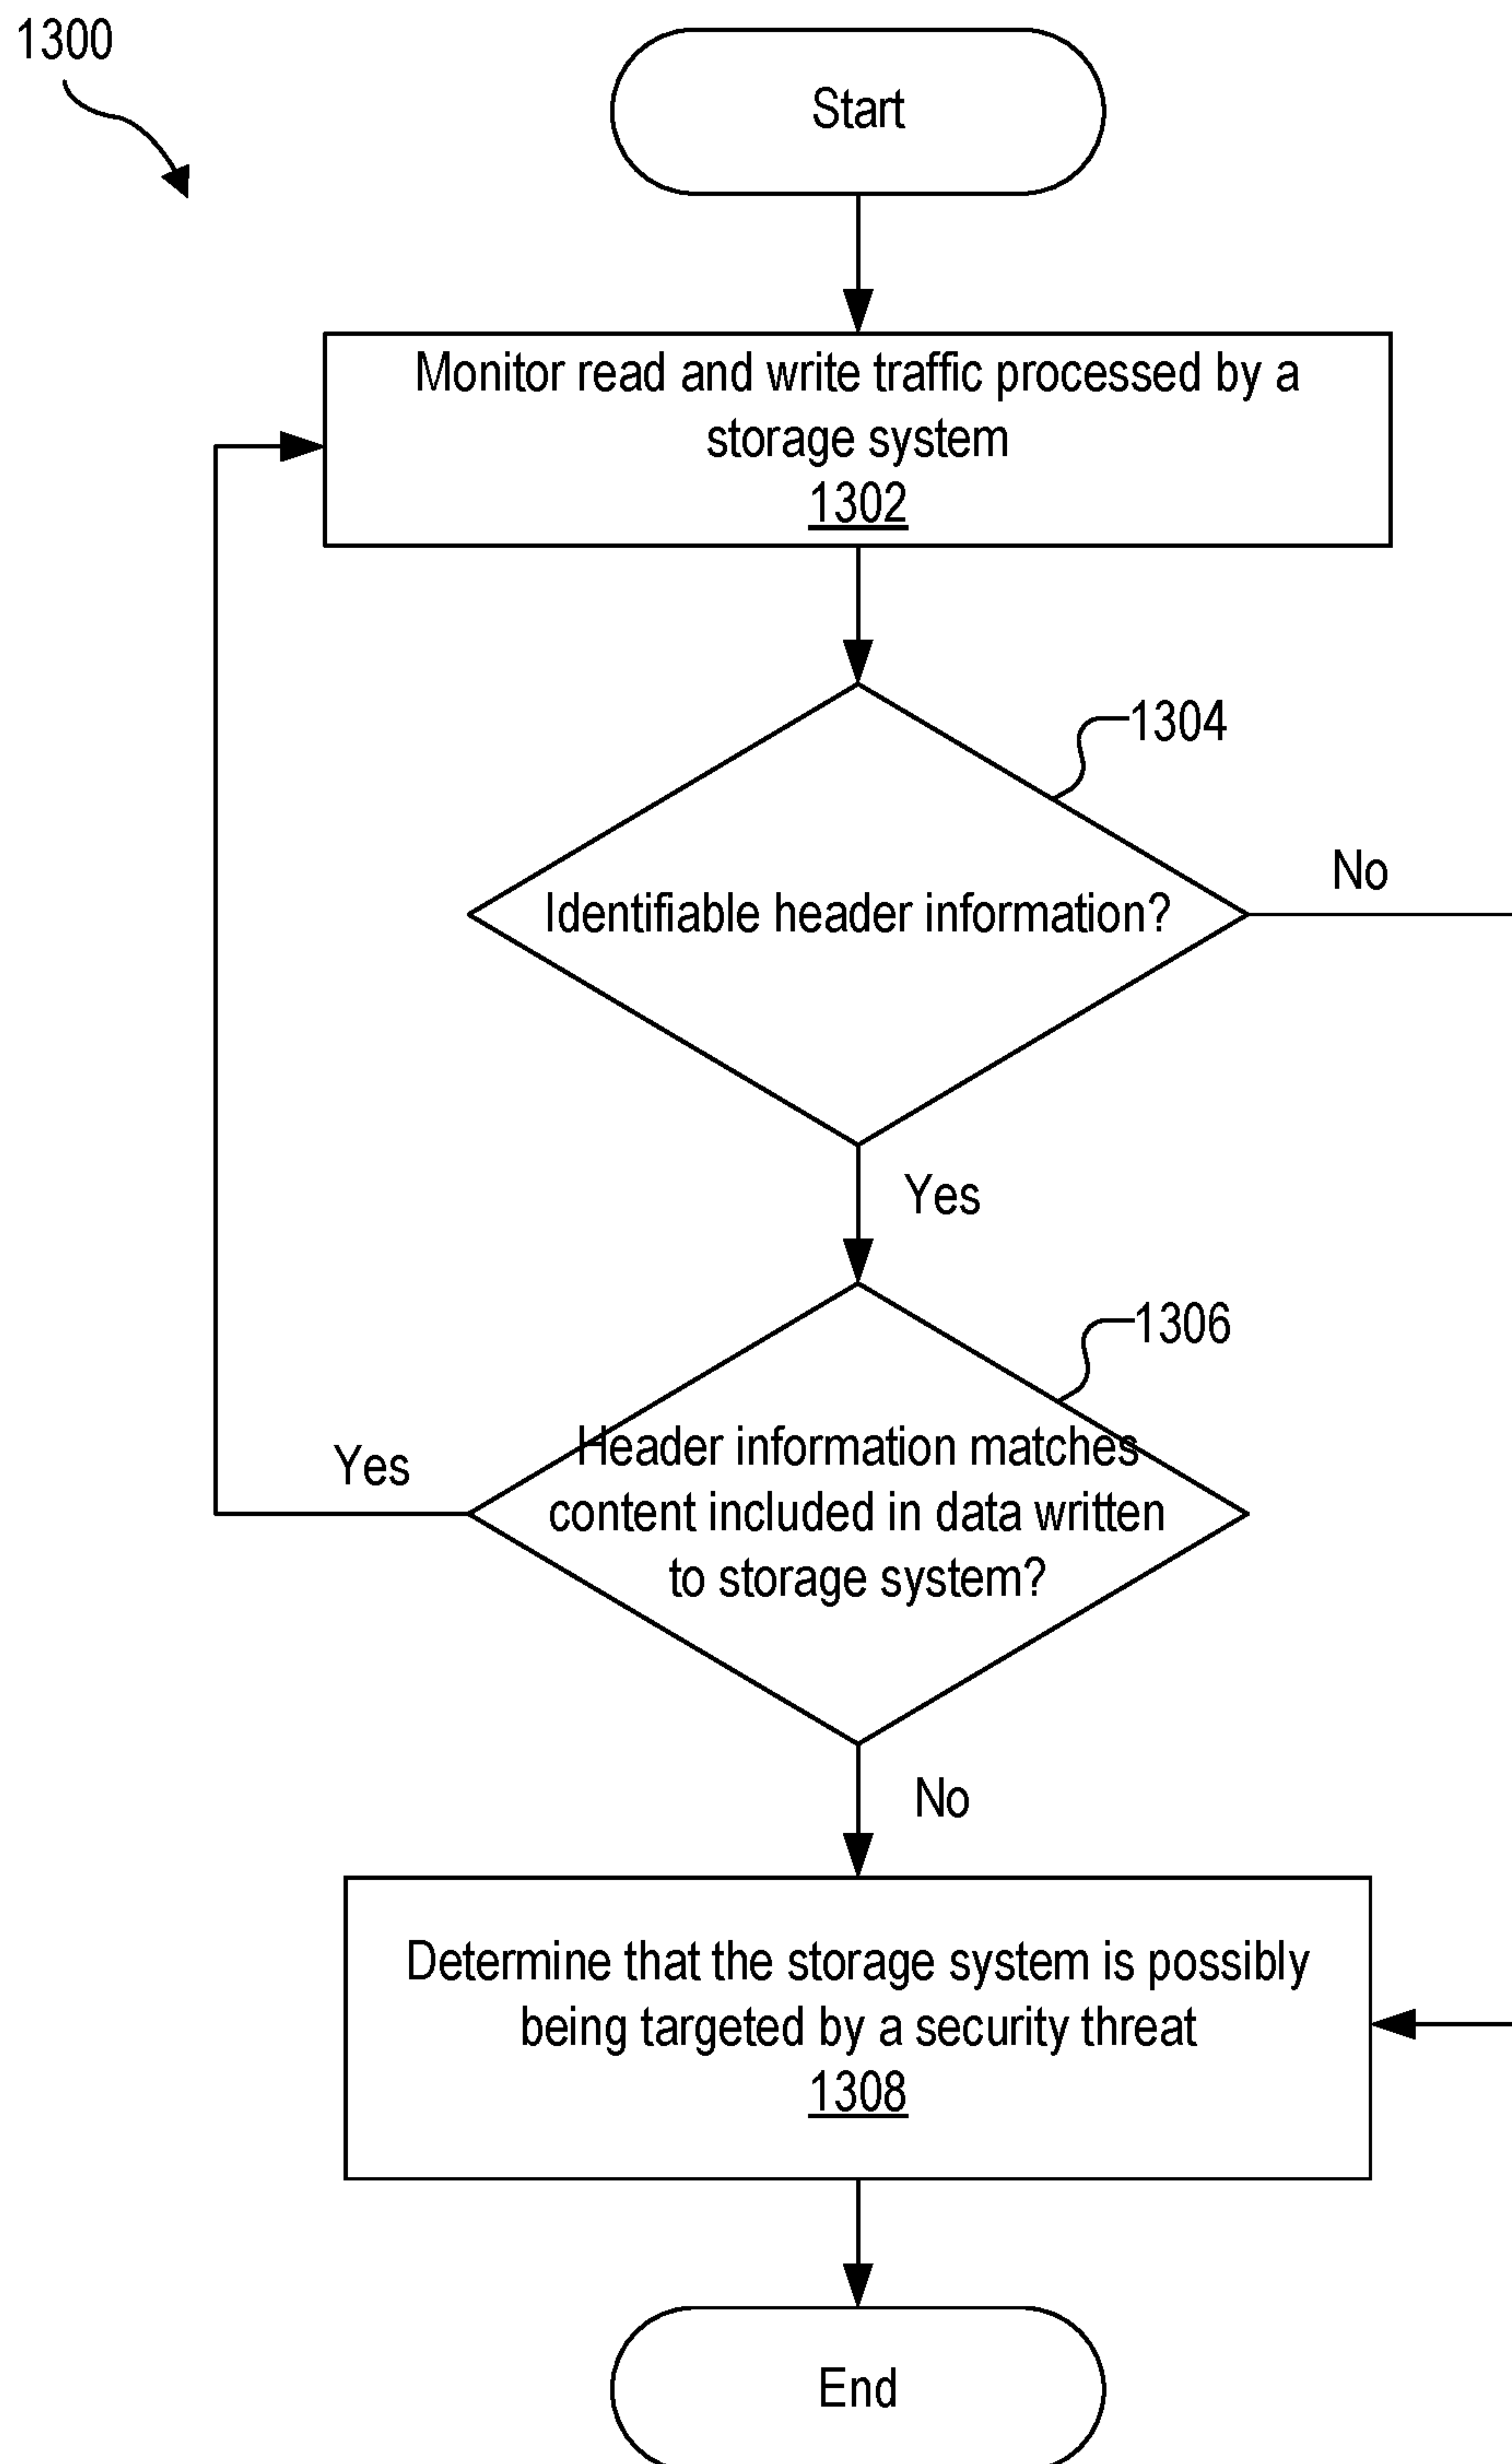 1300
Start
Monitor read and write traffic processed by a
storage system
1302
1304
No
Identifiable header information?
Yes
1306
Header information matches
Yes
content included in data written
to storage system?
No
Determine that the storage system is possibly
being targeted by a security threat
1308
End